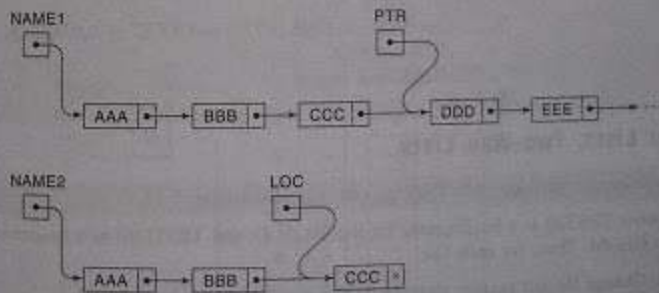 NAME1
PTR
AAA BBB CCC DDD EEE ...
NAME2
LOC
AAA BBB CCC ×